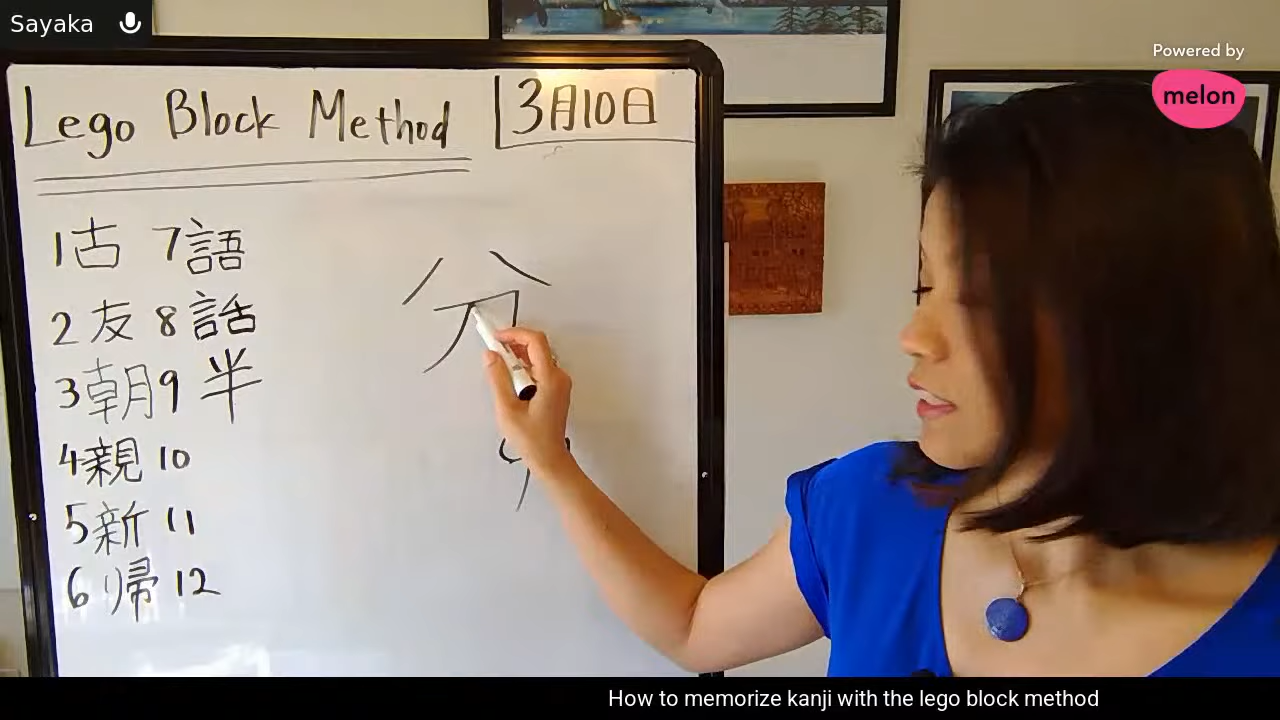 Sayaka
Powered by
melon
Lego Block Method
3月10日
1古 7語
2友 8話
3朝 9半
4親 10
5新 11
6帰 12
分
How to memorize kanji with the lego block method